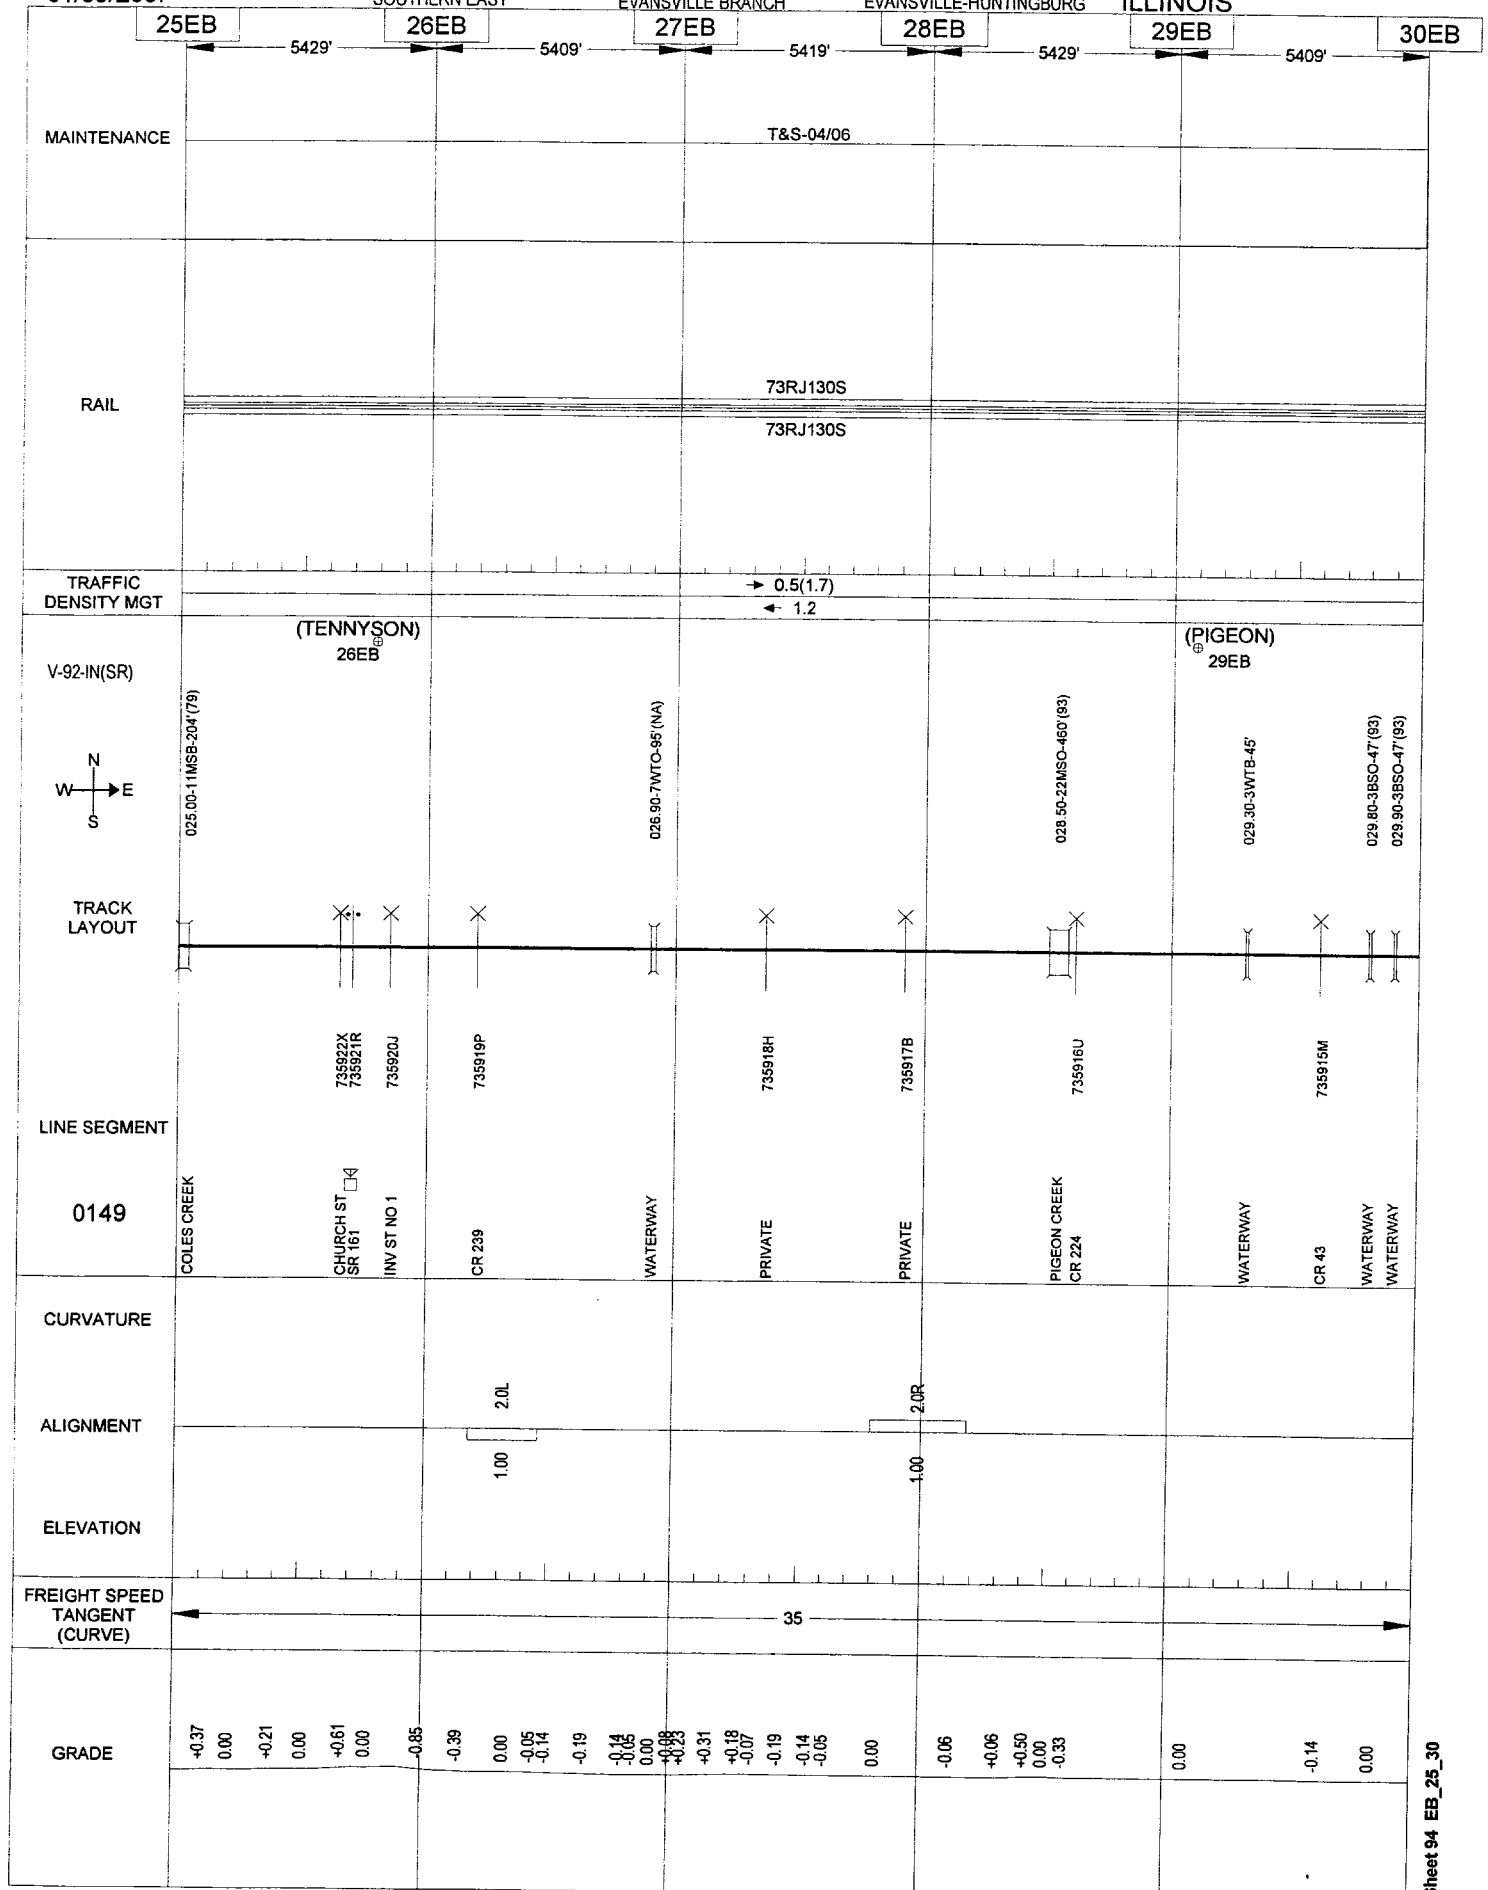 SOUTHERN EAST EVANSVILLE BRANCH EVANSVILLE-HUNTINGBURG ILLINOIS
25EB 26EB 27EB 28EB 29EB 30EB
5429' 5409' 5419' 5429' 5409'
MAINTENANCE
T&S-04/06
RAIL
73RJ130S
73RJ130S
TRAFFIC
DENSITY MGT
0.5(1.7)
1.2
(TENNYSON)
26EB
(PIGEON)
29EB
V-92-IN(SR)
N
W E
S
025.00-11MSB-204'(79)
026.90-7WTO-95'(NA)
028.50-22MSO-460'(93)
029.30-3WTB-45'
029.80-3BSO-47'(93)
029.90-3BSO-47'(93)
TRACK
LAYOUT
735922X
735921R
735920J
735919P
735918H
735917B
735916U
735915M
LINE SEGMENT
0149
COLES CREEK
CHURCH ST
SR 161
INV ST NO 1
CR 239
WATERWAY
PRIVATE
PRIVATE
PIGEON CREEK
CR 224
WATERWAY
CR 43
WATERWAY
WATERWAY
CURVATURE
2.0L
2.0R
ALIGNMENT
1.00
1.00
ELEVATION
FREIGHT SPEED
TANGENT
(CURVE)
35
GRADE
+0.37
0.00
+0.21
0.00
+0.61
0.00
-0.85
-0.39
0.00
-0.05
-0.14
-0.19
-0.14
-0.05
0.00
+0.23
+0.31
+0.18
-0.07
-0.19
-0.14
-0.05
0.00
-0.06
+0.06
+0.50
0.00
-0.33
0.00
-0.14
0.00
Sheet 94 EB_25_30